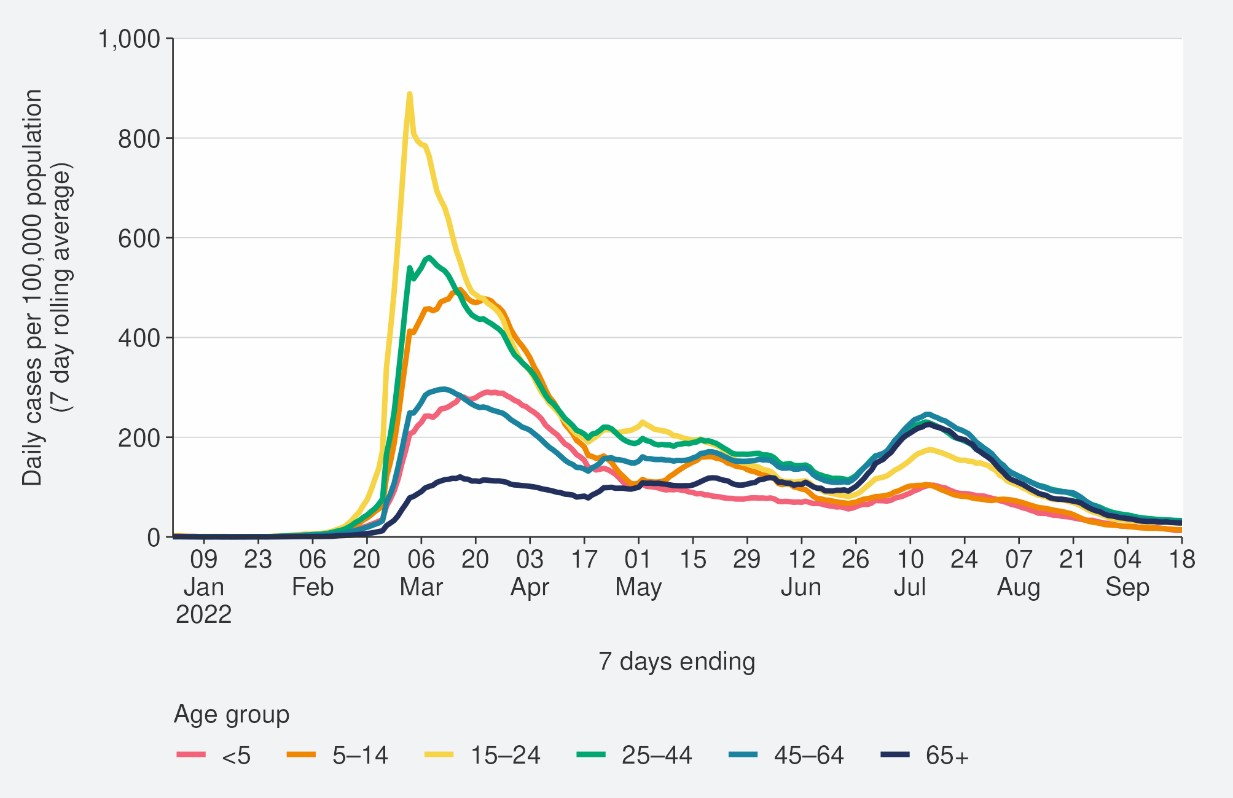 Daily cases per 100,000 population
(7 day rolling average)
1,000
800
600
400
200
0
09 23 06 20 06 20 03 17 01 15 29 12 26 10 24 07 21 04 18
Jan Feb Mar Apr May Jun Jul Aug Sep
2022
7 days ending
Age group
<5 5–14 15–24 25–44 45–64 65+